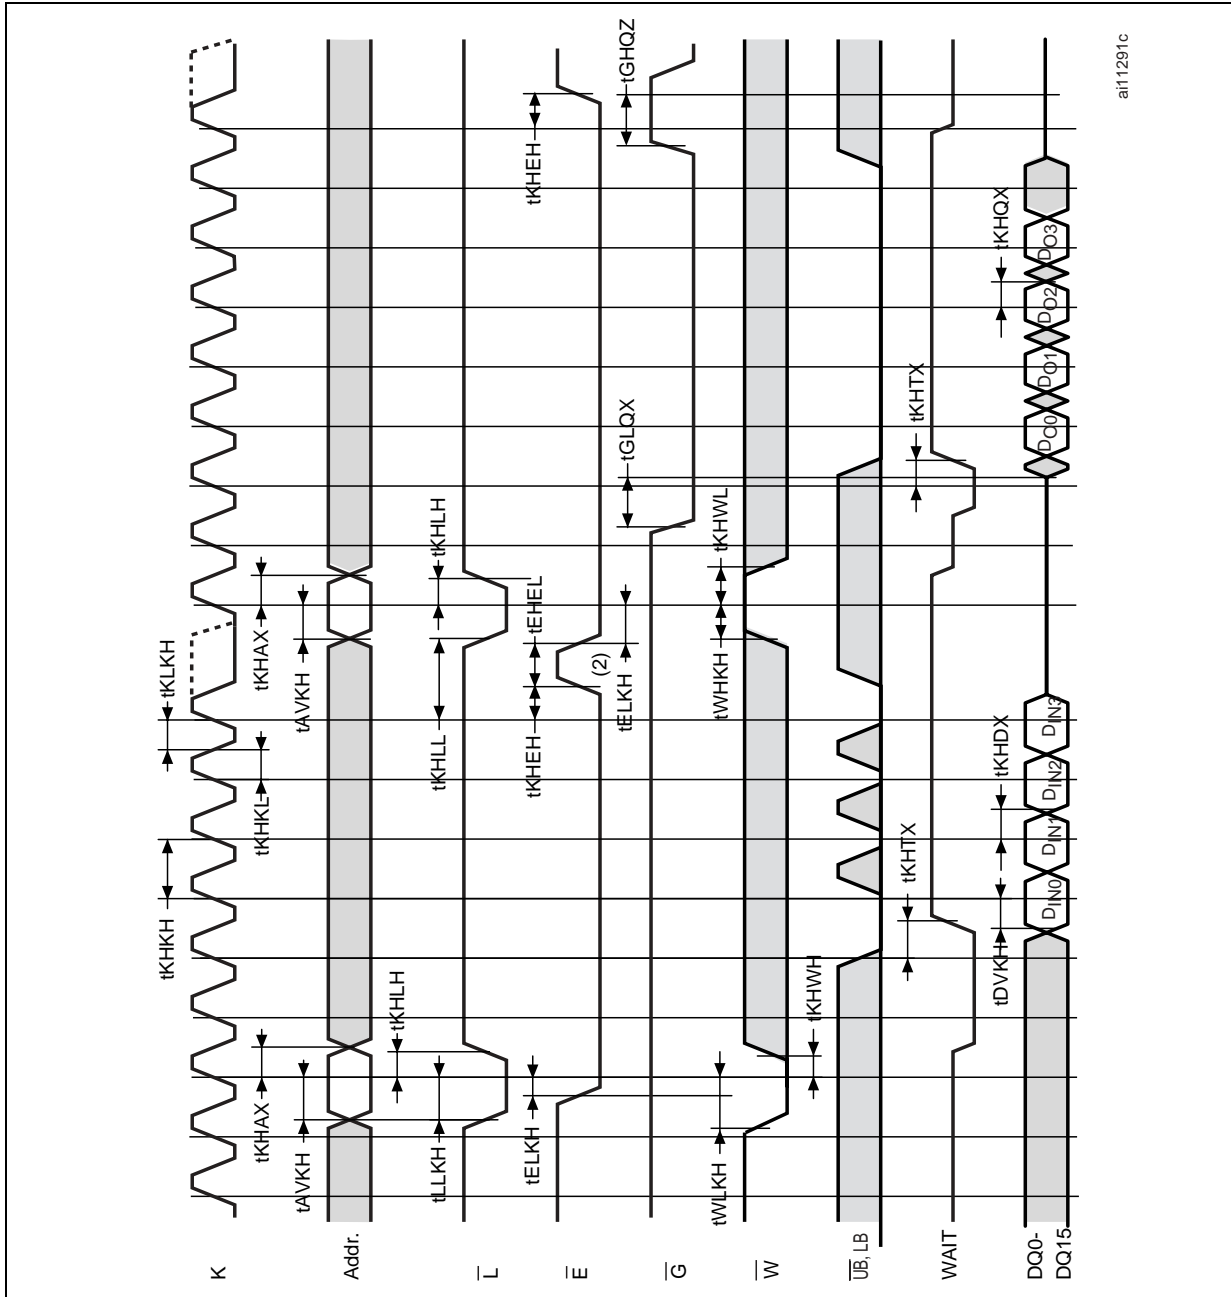 K
tKHKH
tKLKH
tKHKL
Addr.
tAVKH
tKHAX
tAVKH
tKHAX
L
tLLKH
tKHLH
tKHLL
tKHLH
E
tELKH
tKHEH
tEHEL
(2)
tELKH
tKHEH
G
tGLQX
tGHQZ
W
tWLKH
tKHWH
tWHKH
tKHWL
UB, LB
WAIT
tKHTX
tKHTX
DQ0-
DQ15
tDVKH
tKHDX
tKHQX
DIN0
DIN1
DIN2
DIN3
DO0
DO1
DO2
DO3
ai11291c